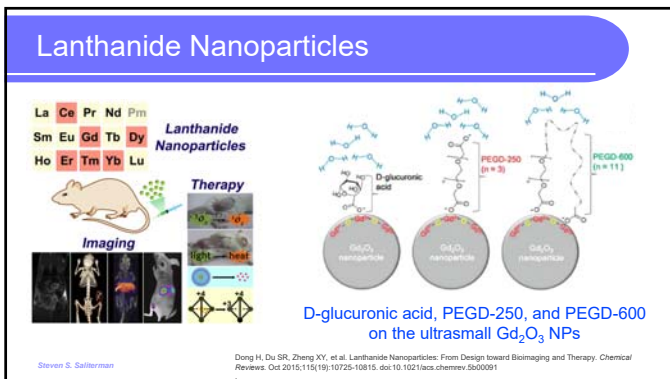 Lanthanide Nanoparticles
La Ce Pr Nd Pm
Sm Eu Gd Tb Dy
Ho Er Tm Yb Lu
Lanthanide
Nanoparticles
Therapy
light heat
Imaging
D-glucuronic
acid
PEGD-250
(n = 3)
PEGD-600
(n = 11)
Gd₂O₃
nanoparticle
Gd₂O₃
nanoparticle
Gd₂O₃
nanoparticle
D-glucuronic acid, PEGD-250, and PEGD-600
on the ultrasmall Gd₂O₃ NPs
Steven S. Saliterman
Dong H, Du SR, Zheng XY, et al. Lanthanide Nanoparticles: From Design toward Bioimaging and Therapy. Chemical
Reviews. Oct 2015;115(19):10725-10815. doi:10.1021/acs.chemrev.5b00091